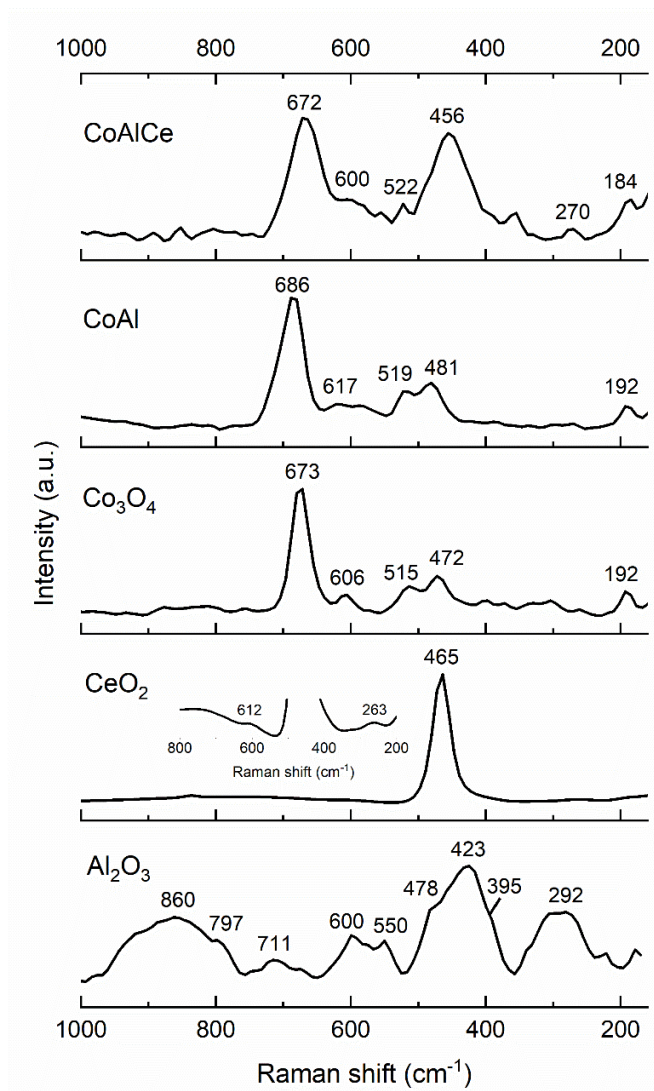 1000 800 600 400 200
CoAlCe
672
600
522
456
270
184
CoAl
686
617
519
481
192
Co₃O₄
673
606
515
472
192
CeO₂
465
612
263
800 600 400 200
Raman shift (cm⁻¹)
Al₂O₃
860
797
711
600
550
478
423
395
292
1000 800 600 400 200
Raman shift (cm⁻¹)
Intensity (a.u.)